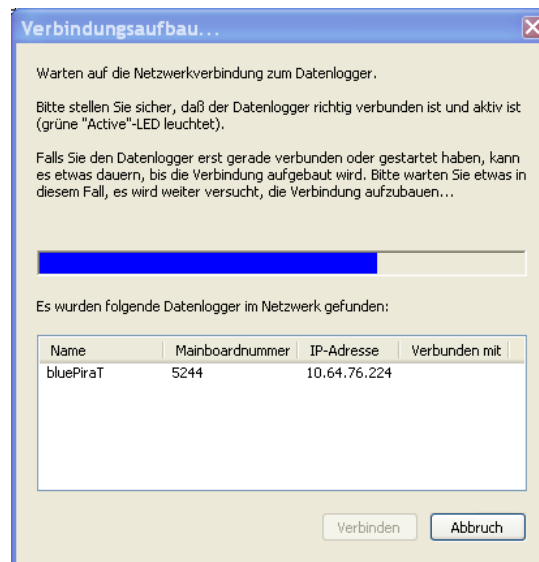 Verbindungsaufbau...
Warten auf die Netzwerkverbindung zum Datenlogger.
Bitte stellen Sie sicher, daß der Datenlogger richtig verbunden ist und aktiv ist
(grüne "Active"-LED leuchtet).
Falls Sie den Datenlogger erst gerade verbunden oder gestartet haben, kann
es etwas dauern, bis die Verbindung aufgebaut wird. Bitte warten Sie etwas in
diesem Fall, es wird weiter versucht, die Verbindung aufzubauen...
Es wurden folgende Datenlogger im Netzwerk gefunden:
Name Mainboardnummer IP-Adresse Verbunden mit
bluePiraT 5244 10.64.76.224
Verbinden Abbruch